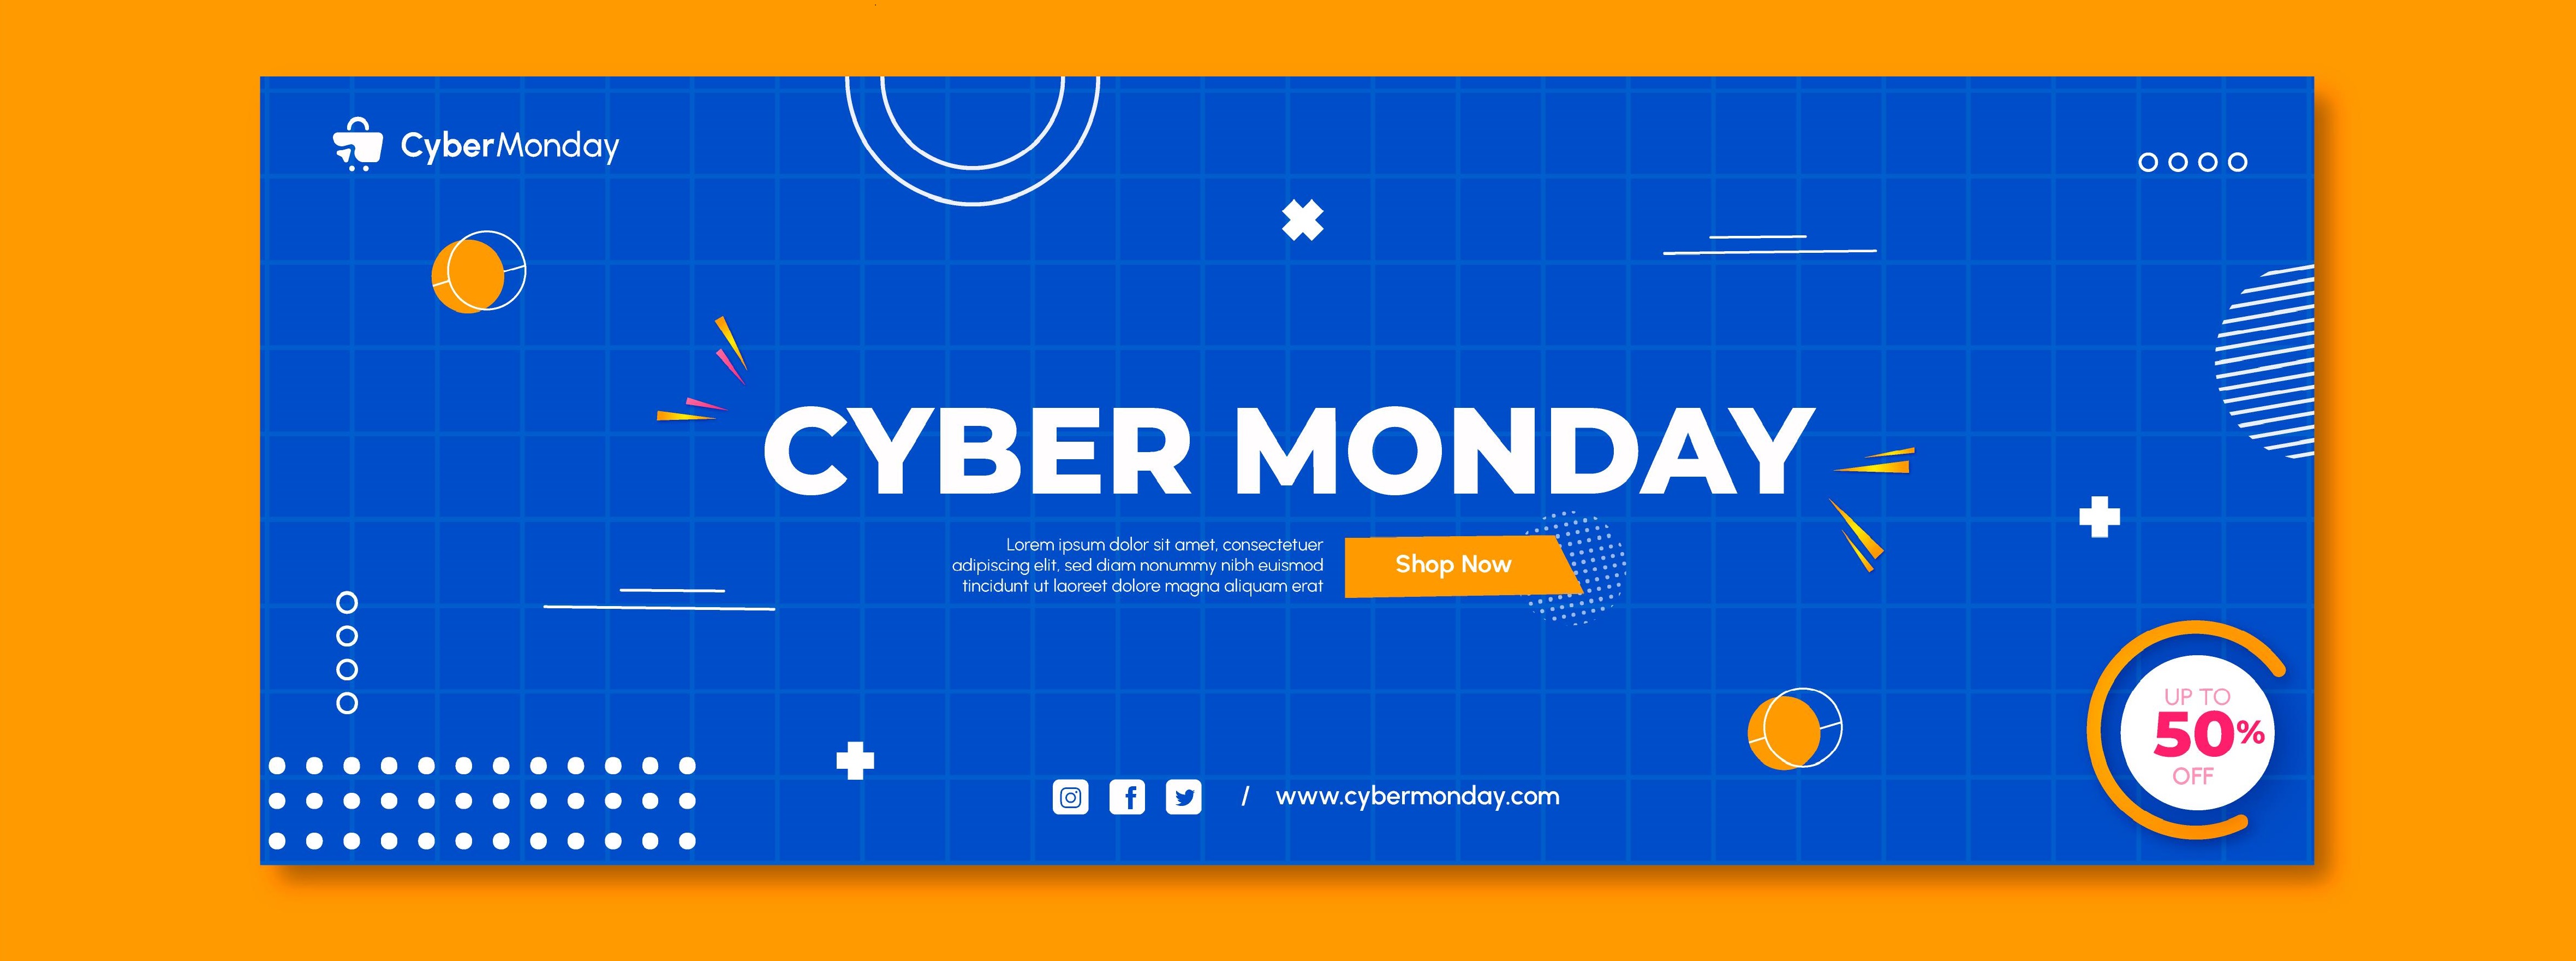 CyberMonday
CYBER MONDAY
Lorem ipsum dolor sit amet, consectetuer
adipiscing elit, sed diam nonummy nibh euismod
tincidunt ut laoreet dolore magna aliquam erat
Shop Now
/ www.cybermonday.com
UP TO
50%
OFF